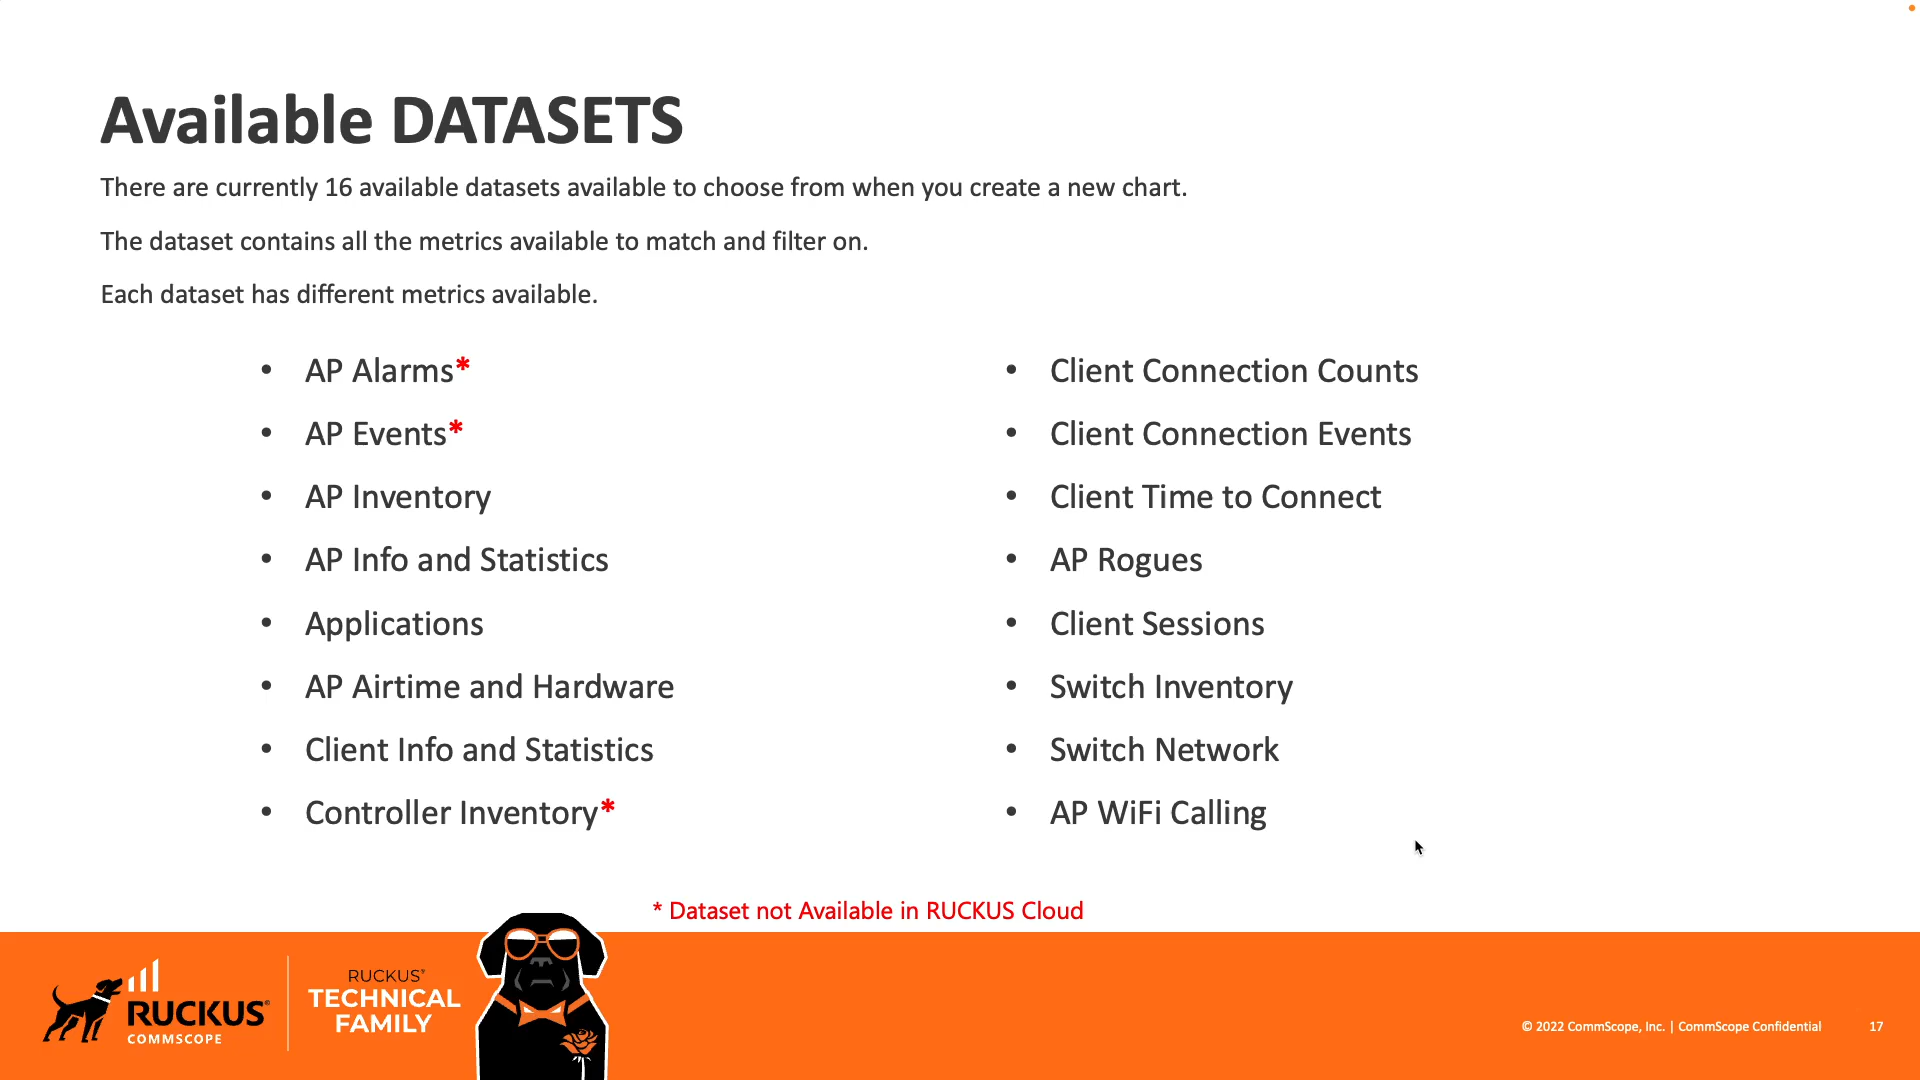 Available DATASETS
There are currently 16 available datasets available to choose from when you create a new chart.
The dataset contains all the metrics available to match and filter on.
Each dataset has different metrics available.
• AP Alarms*
• AP Events*
• AP Inventory
• AP Info and Statistics
• Applications
• AP Airtime and Hardware
• Client Info and Statistics
• Controller Inventory*
• Client Connection Counts
• Client Connection Events
• Client Time to Connect
• AP Rogues
• Client Sessions
• Switch Inventory
• Switch Network
• AP WiFi Calling
* Dataset not Available in RUCKUS Cloud
RUCKUS®
COMMSCOPE
RUCKUS®
TECHNICAL
FAMILY
© 2022 CommScope, Inc. | CommScope Confidential
17